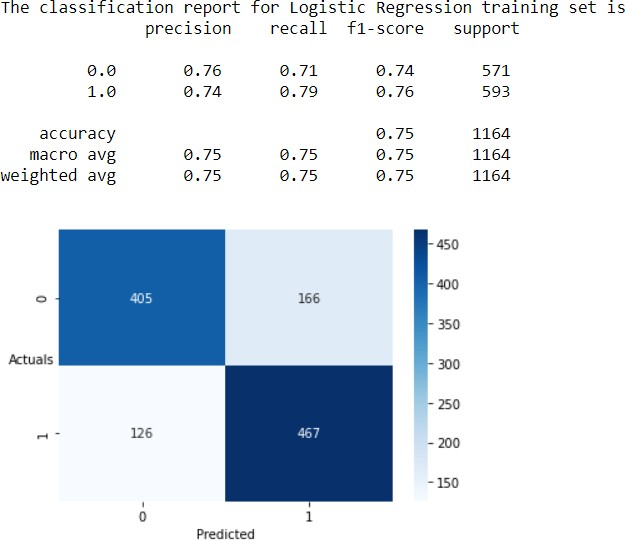 The classification report for Logistic Regression training set is
precision recall f1-score support
0.0 0.76 0.71 0.74 571
1.0 0.74 0.79 0.76 593
accuracy 0.75 1164
macro avg 0.75 0.75 0.75 1164
weighted avg 0.75 0.75 0.75 1164
450
0 405 166 400
350
Actuals 300
250
1 126 467 200
150
0 1
Predicted